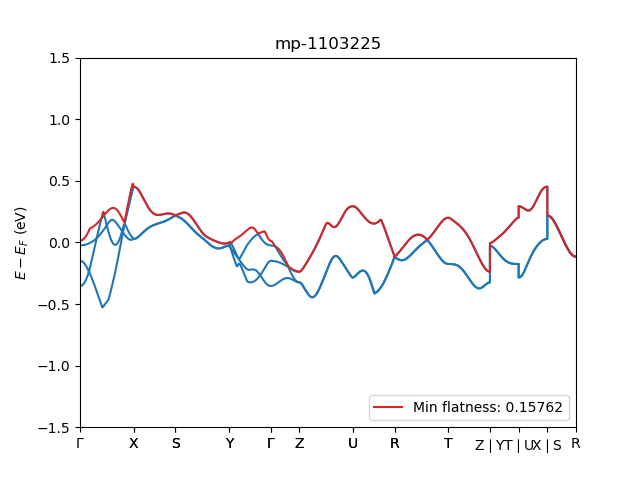 mp-1103225
E − E_F (eV)
1.5
1.0
0.5
0.0
−0.5
−1.0
−1.5
Min flatness: 0.15762
Γ X S Y Γ Z U R T Z | YT | UX | S R